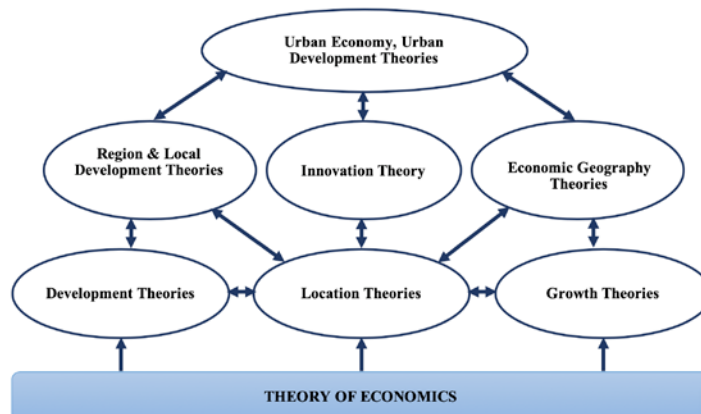 Urban Economy, Urban
Development Theories
Region & Local
Development Theories
Innovation Theory
Economic Geography
Theories
Development Theories
Location Theories
Growth Theories
THEORY OF ECONOMICS